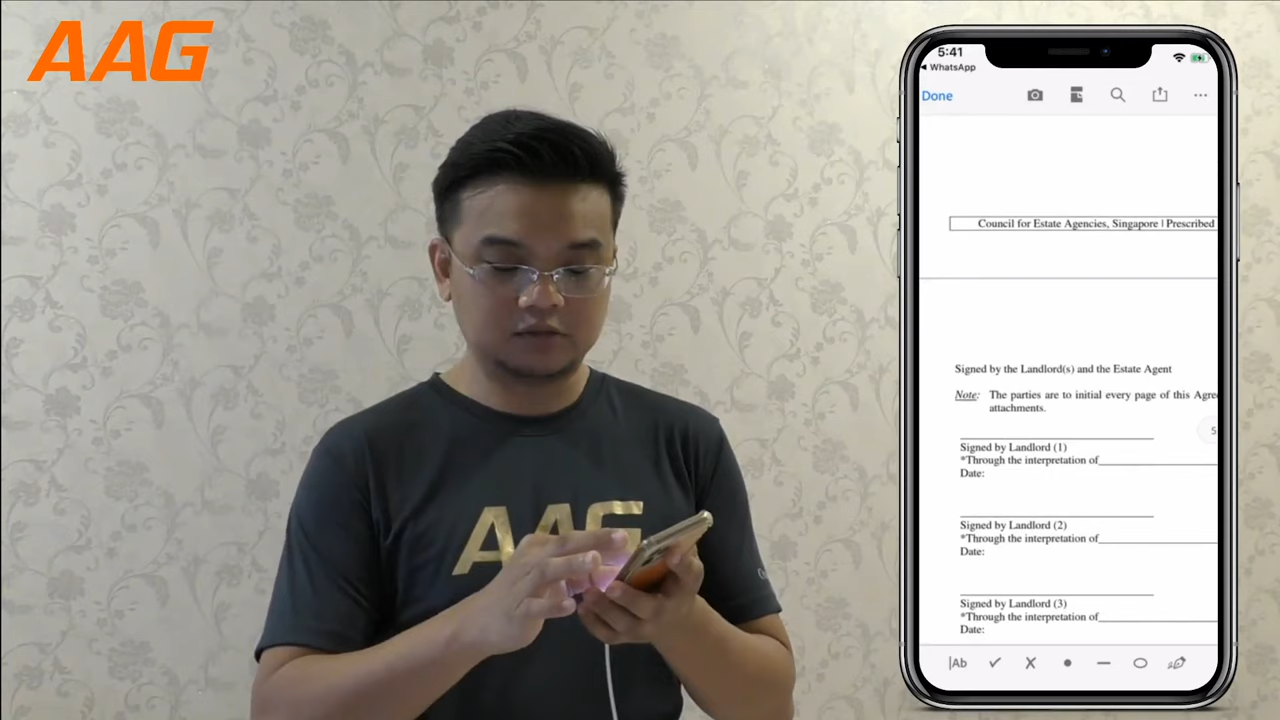 AAG
5:41
WhatsApp
Done
Council for Estate Agencies, Singapore | Prescribed
Signed by the Landlord(s) and the Estate Agent
Note: The parties are to initial every page of this Agre
attachments.
5
Signed by Landlord (1)
*Through the interpretation of
Date:
Signed by Landlord (2)
*Through the interpretation of
Date:
Signed by Landlord (3)
*Through the interpretation of
Date:
|Ab
AAG